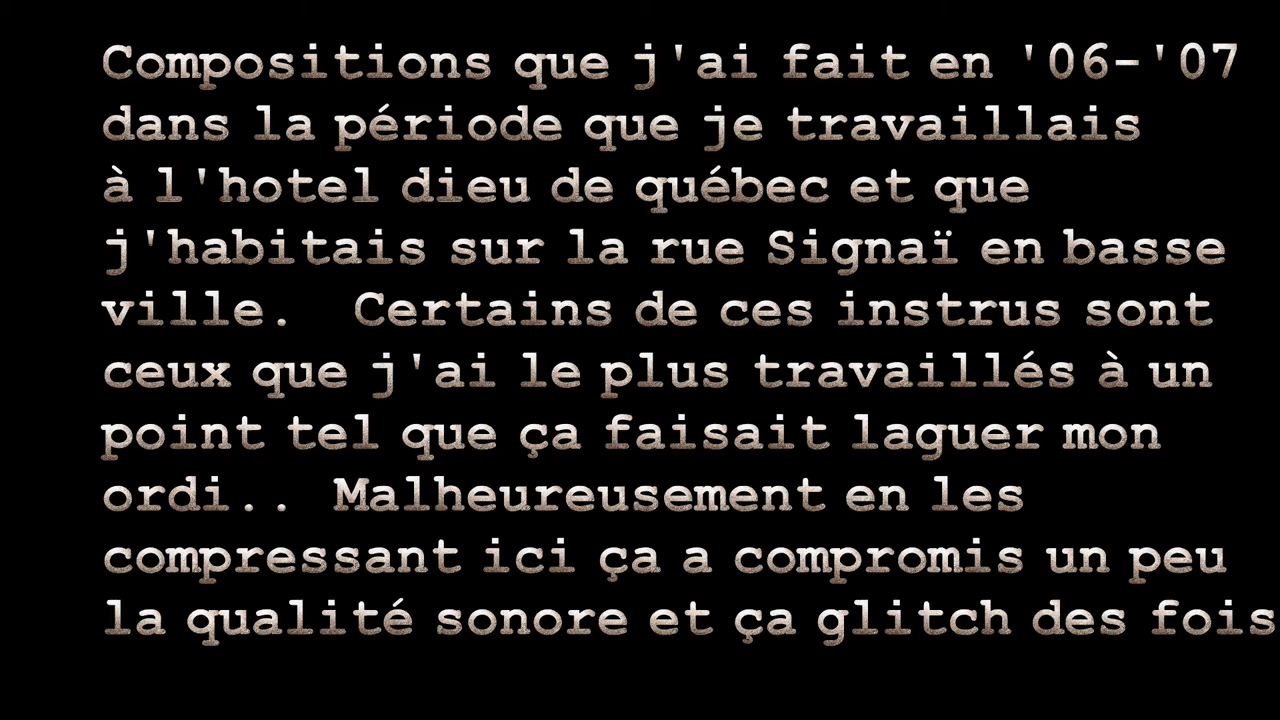 Compositions que j'ai fait en '06-'07
dans la période que je travaillais
à l'hotel dieu de québec et que
j'habitais sur la rue Signaï en basse
ville.  Certains de ces instrus sont
ceux que j'ai le plus travaillés à un
point tel que ça faisait laguer mon
ordi..  Malheureusement en les
compressant ici ça a compromis un peu
la qualité sonore et ça glitch des fois